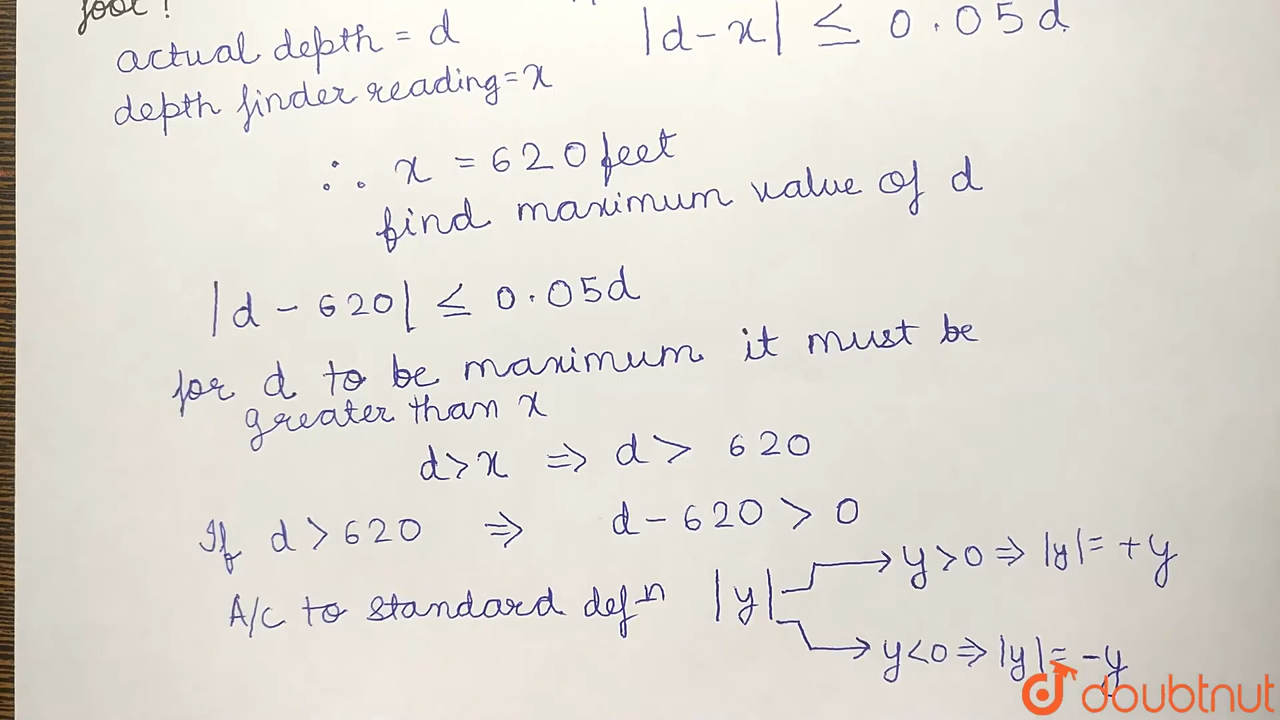 foot?
actual depth = d
|d-x| ≤ 0.05d
depth finder reading = x
∴ x = 620 feet
find maximum value of d
|d - 620| ≤ 0.05d
for d to be maximum it must be
greater than x
d>x ⇒ d > 620
If d > 620 ⇒ d - 620 > 0
A/C to standard defn |y| → y>0 ⇒ |y| = +y
→ y<0 ⇒ |y| = -y
doubtnut